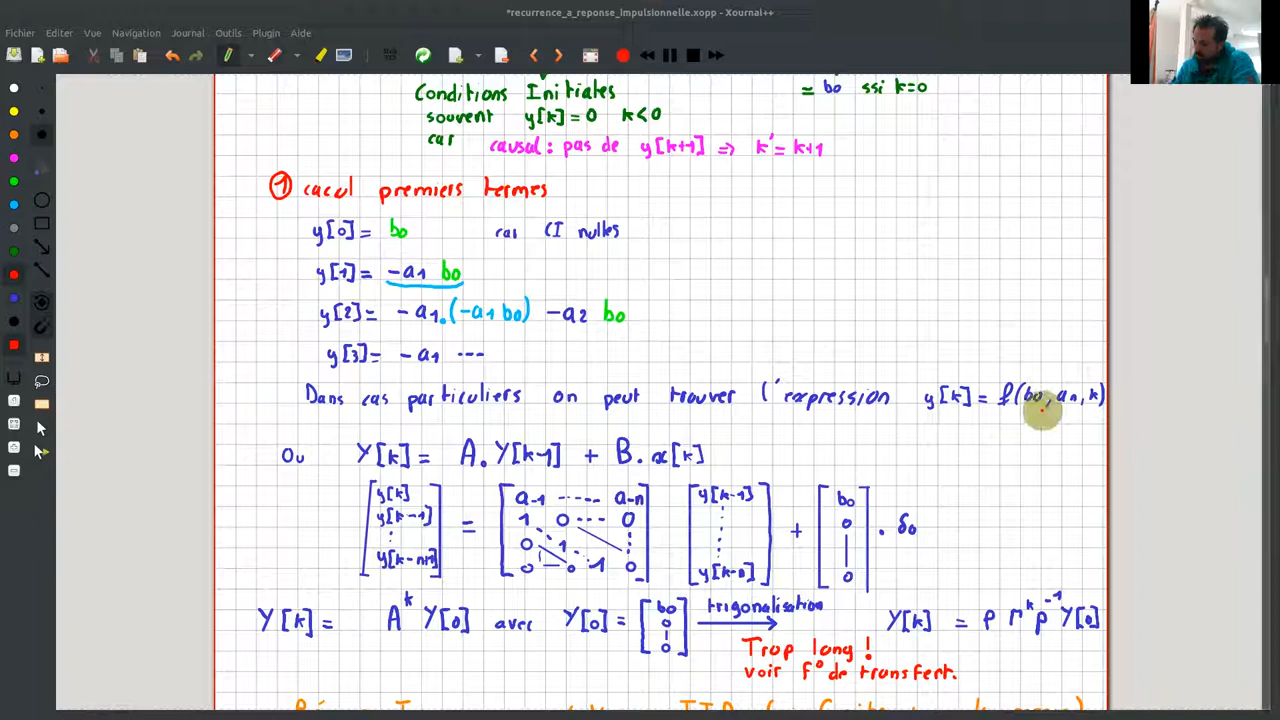 *recurrence_a_reponse_impulsionnelle.xopp - Xournal++
Fichier Editer Vue Navigation Journal Outils Plugin Aide
Conditions Initiales
= b0 ssi k=0
souvent y[k] = 0 k<0
car causal : pas de y[k+1] => k' = k+1
① cacul premiers termes
y[0] = b0 car CI nulles
y[1] = -a1 b0
y[2] = -a1.(-a1 b0) -a2 b0
y[3] = -a1 ---
Dans cas particuliers on peut trouver l'expression y[k] = f(b0, an, k)
Ou Y[k] = A. Y[k-1] + B. x[k]
y[k] a-1 ----- a-n y[k-1] b0
y[k-1] = 1 0 --- 0 + 0 . δ0
0 1
y[k-n+1] 0 0 1 0 y[k-n] 0
Y[k] = A^k Y[0] avec Y[0] = [b0 0 | 0] trigonalisation Y[k] = P Γ^k P^-1 Y[0]
Trop long !
voir f° de transfert.